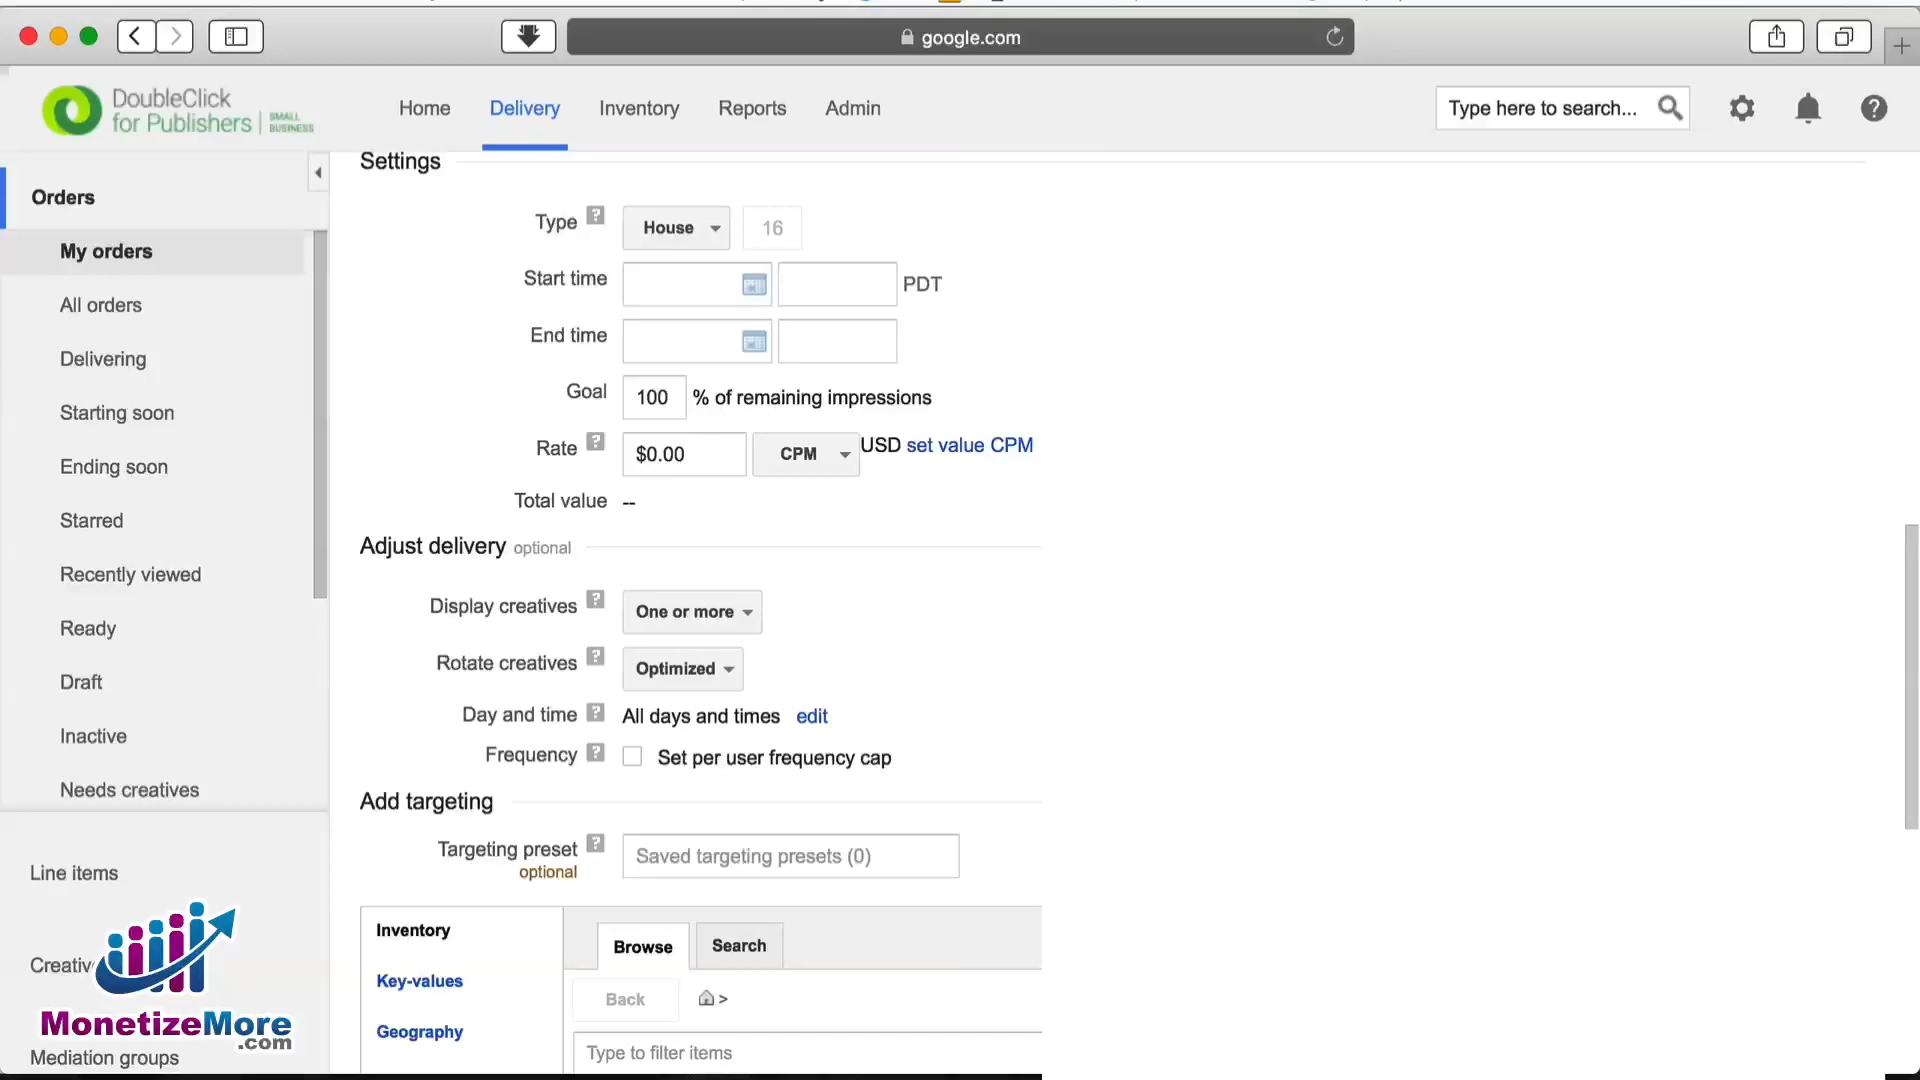 google.com
DoubleClick
for Publishers | SMALL BUSINESS
Home
Delivery
Inventory
Reports
Admin
Type here to search...
Orders
My orders
All orders
Delivering
Starting soon
Ending soon
Starred
Recently viewed
Ready
Draft
Inactive
Needs creatives
Line items
Creativ
MonetizeMore
.com
Mediation groups
Settings
Type ? House 16
Start time PDT
End time
Goal 100 % of remaining impressions
Rate ? $0.00 CPM USD set value CPM
Total value --
Adjust delivery optional
Display creatives ? One or more
Rotate creatives ? Optimized
Day and time ? All days and times edit
Frequency ? Set per user frequency cap
Add targeting
Targeting preset ? Saved targeting presets (0)
optional
Inventory
Key-values
Geography
Browse
Search
Back
>
Type to filter items